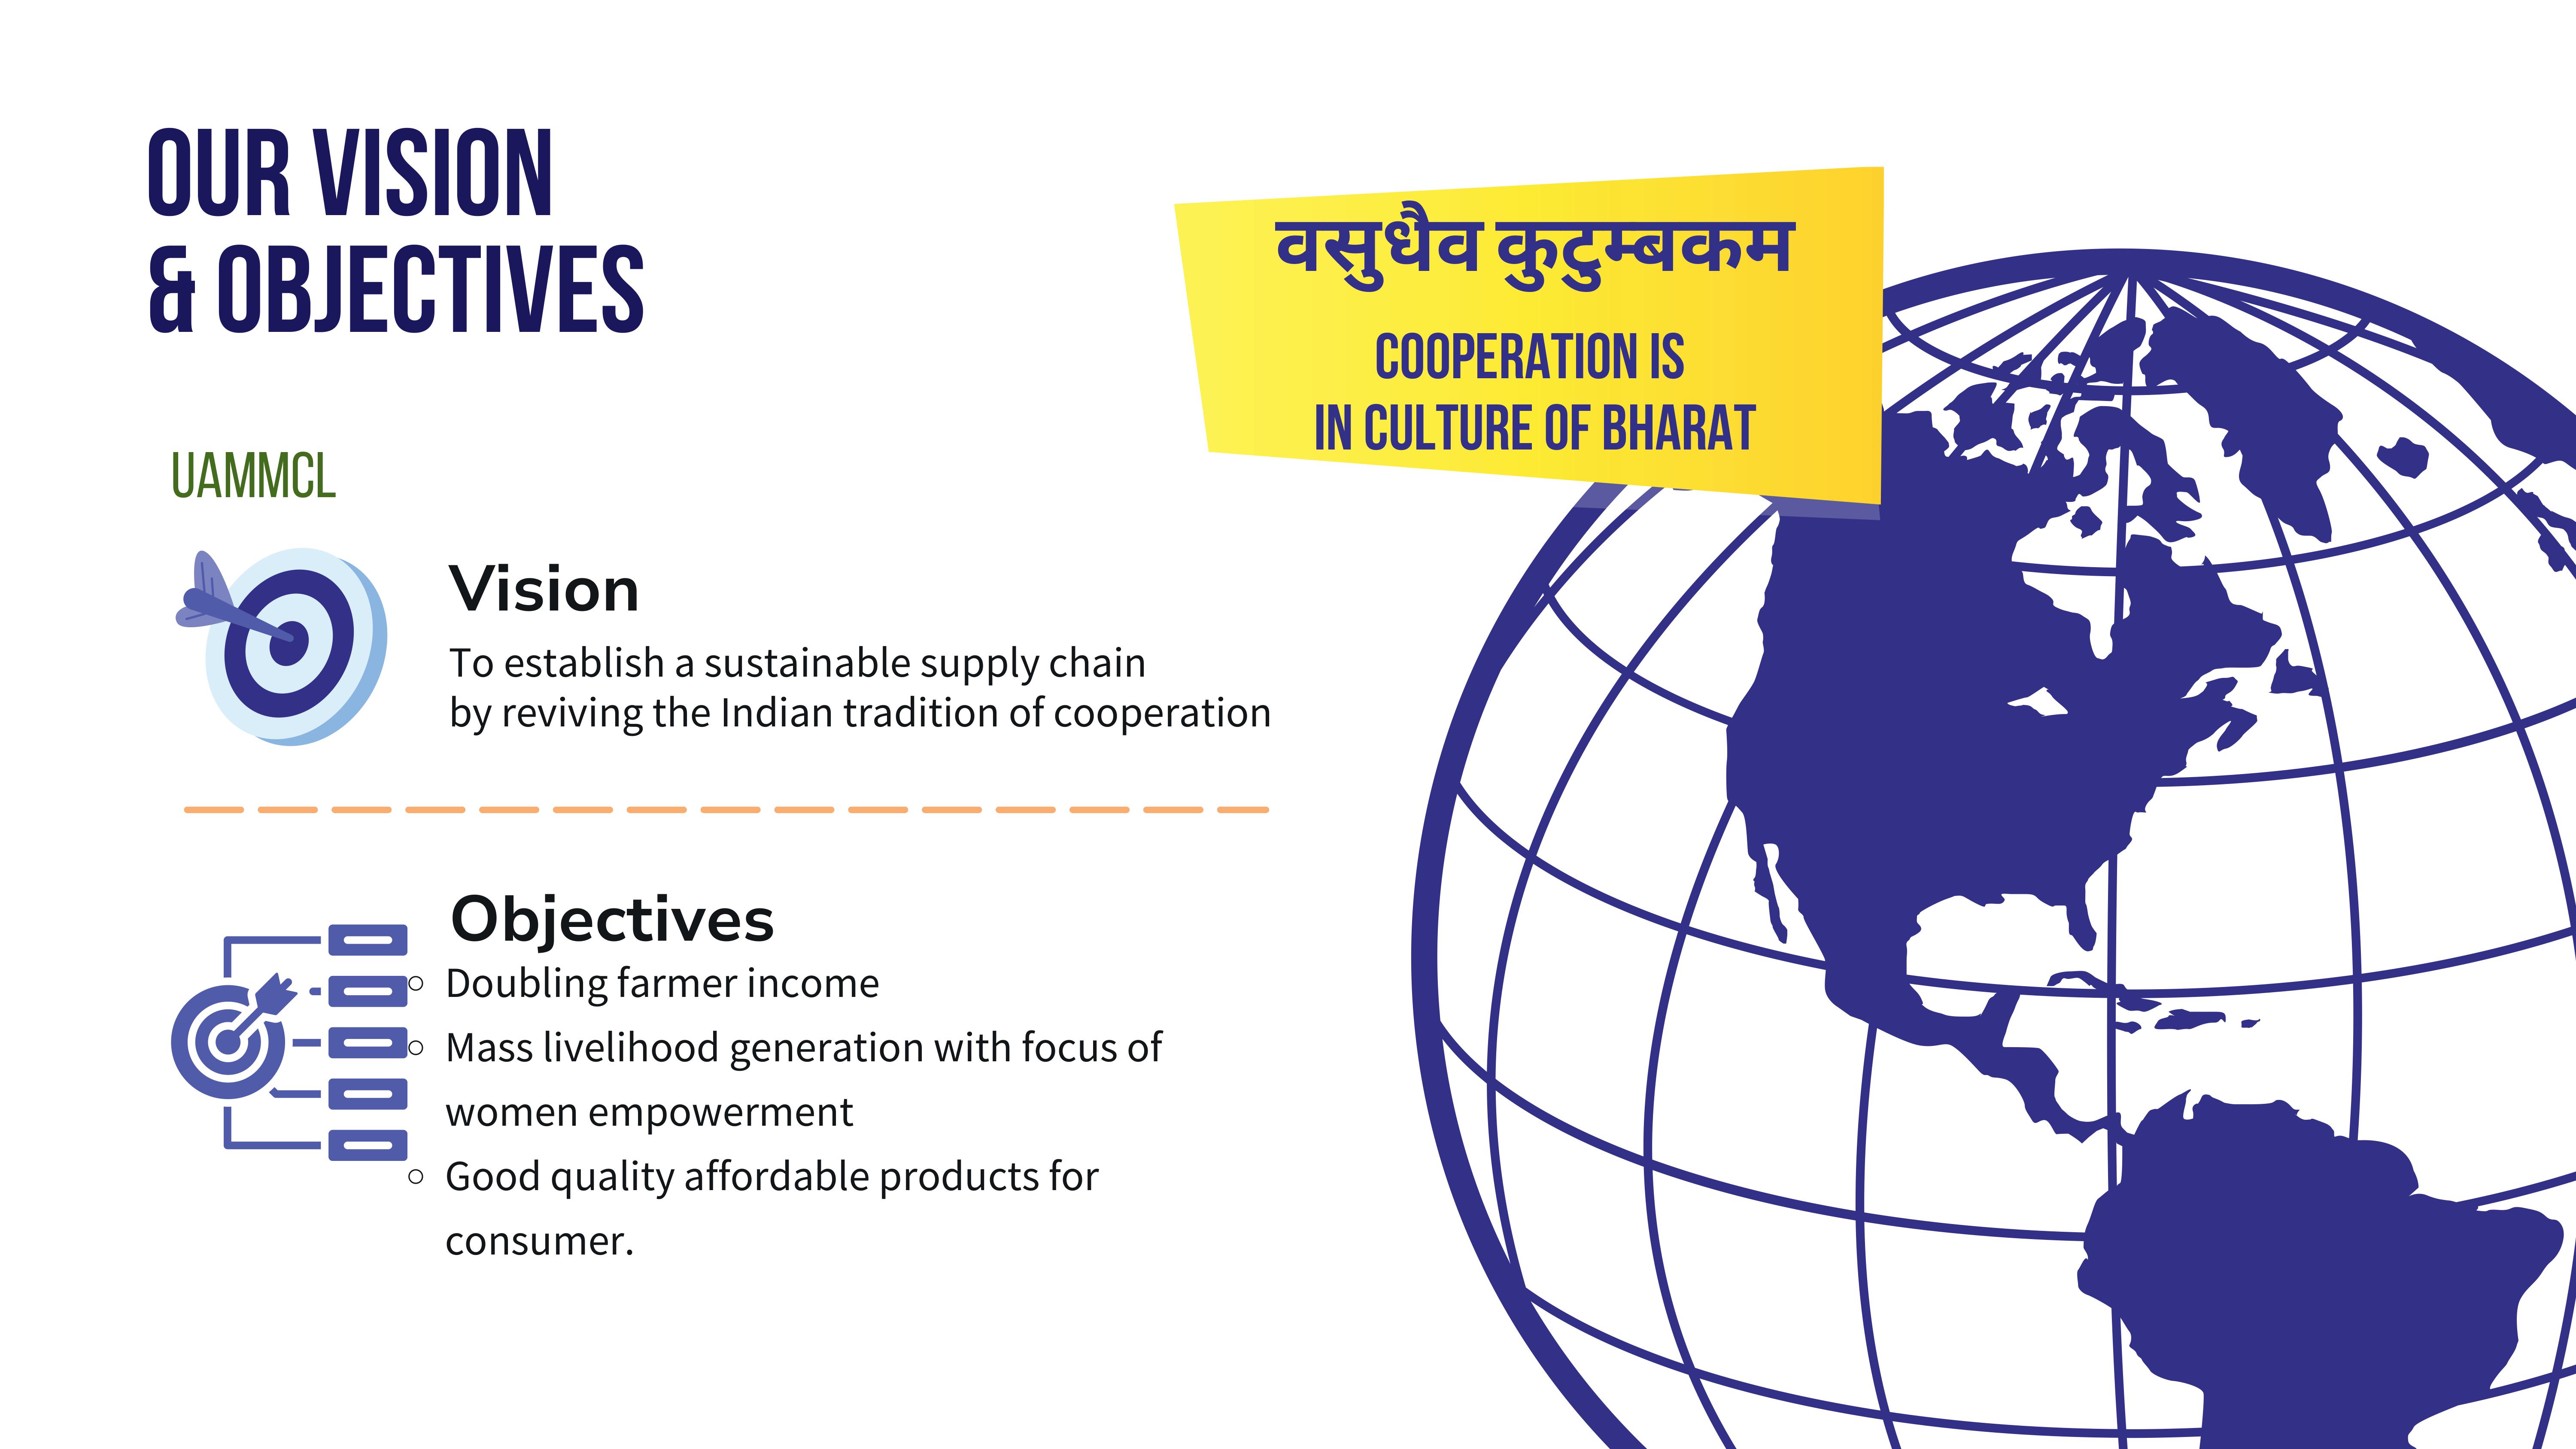 OUR VISION
& OBJECTIVES
वसुधैव कुटुम्बकम
COOPERATION IS
IN CULTURE OF BHARAT
UAMMCL
Vision
To establish a sustainable supply chain
by reviving the Indian tradition of cooperation
Objectives
○ Doubling farmer income
○ Mass livelihood generation with focus of
women empowerment
○ Good quality affordable products for
consumer.